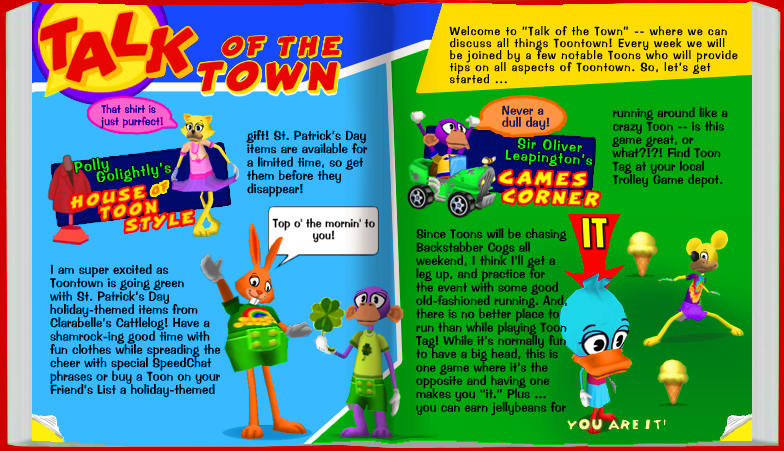 TALK
OF THE
TOWN
That shirt is
just purrfect!
Polly
Golightly's
HOUSE OF
TOON
STYLE
I am super excited as
Toontown is going green
with St. Patrick's Day
holiday-themed items from
Clarabelle's Cattlelog! Have a
shamrock-ing good time with
fun clothes while spreading the
cheer with special SpeedChat
phrases or buy a Toon on your
Friend's List a holiday-themed
gift! St. Patrick's Day
items are available for
a limited time, so get
them before they
disappear!
Top o' the mornin' to
you!
Welcome to "Talk of the Town" -- where we can
discuss all things Toontown! Every week we will
be joined by a few notable Toons who will provide
tips on all aspects of Toontown. So, let's get
started ...
Never a
dull day!
Sir Oliver
Leapington's
GAMES
CORNER
Since Toons will be chasing
Backstabber Cogs all
weekend, I think I'll get a
leg up, and practice for
the event with some good
old-fashioned running. And,
there is no better place to
run than while playing Toon
Tag! While it's normally fun
to have a big head, this is
one game where it's the
opposite and having one
makes you "it." Plus ...
you can earn jellybeans for
running around like a
crazy Toon -- is this
game great, or
what?!?! Find Toon
Tag at your local
Trolley Game depot.
IT
YOU ARE IT!